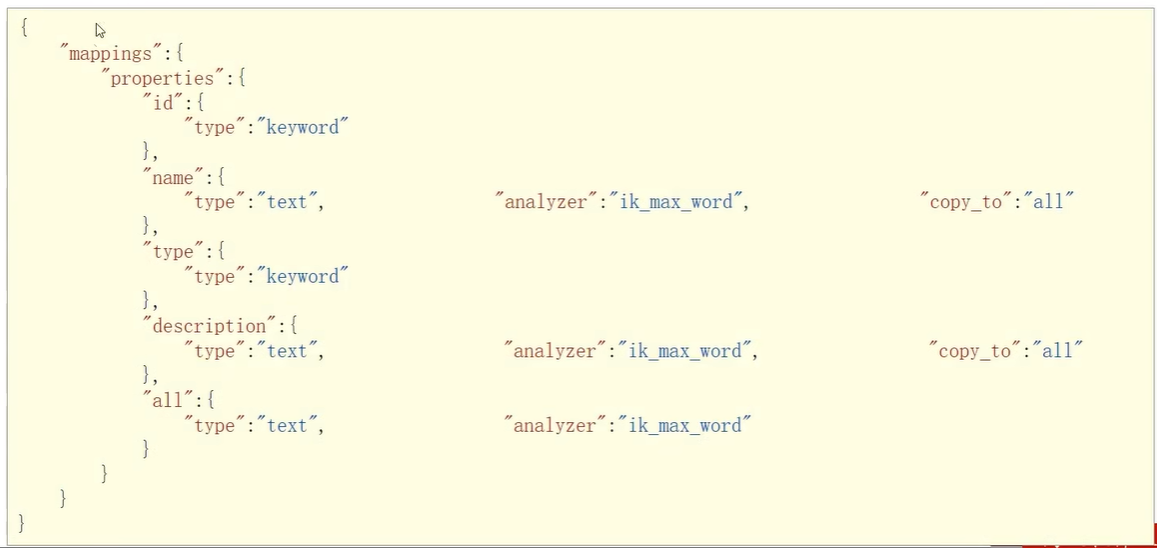 {
"mappings":{
"properties":{
"id":{
"type":"keyword"
},
"name":{
"type":"text", "analyzer":"ik_max_word", "copy_to":"all"
},
"type":{
"type":"keyword"
},
"description":{
"type":"text", "analyzer":"ik_max_word", "copy_to":"all"
},
"all":{
"type":"text", "analyzer":"ik_max_word"
}
}
}
}